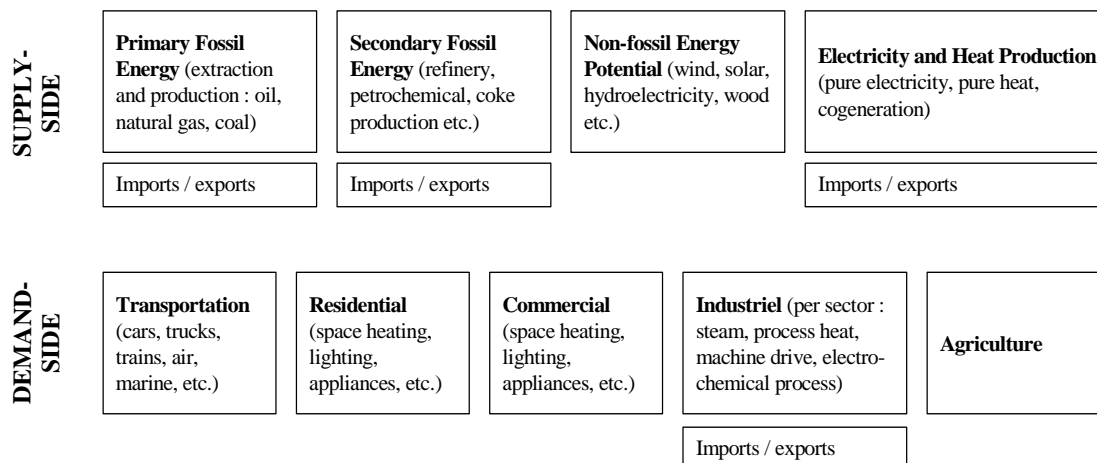 SUPPLY-
SIDE
Primary Fossil
Energy (extraction
and production : oil,
natural gas, coal)
Secondary Fossil
Energy (refinery,
petrochemical, coke
production etc.)
Non-fossil Energy
Potential (wind, solar,
hydroelectricity, wood
etc.)
Electricity and Heat Production
(pure electricity, pure heat,
cogeneration)
Imports / exports
Imports / exports
Imports / exports
DEMAND-
SIDE
Transportation
(cars, trucks,
trains, air,
marine, etc.)
Residential
(space heating,
lighting,
appliances, etc.)
Commercial
(space heating,
lighting,
appliances, etc.)
Industriel (per sector :
steam, process heat,
machine drive, electro-
chemical process)
Agriculture
Imports / exports